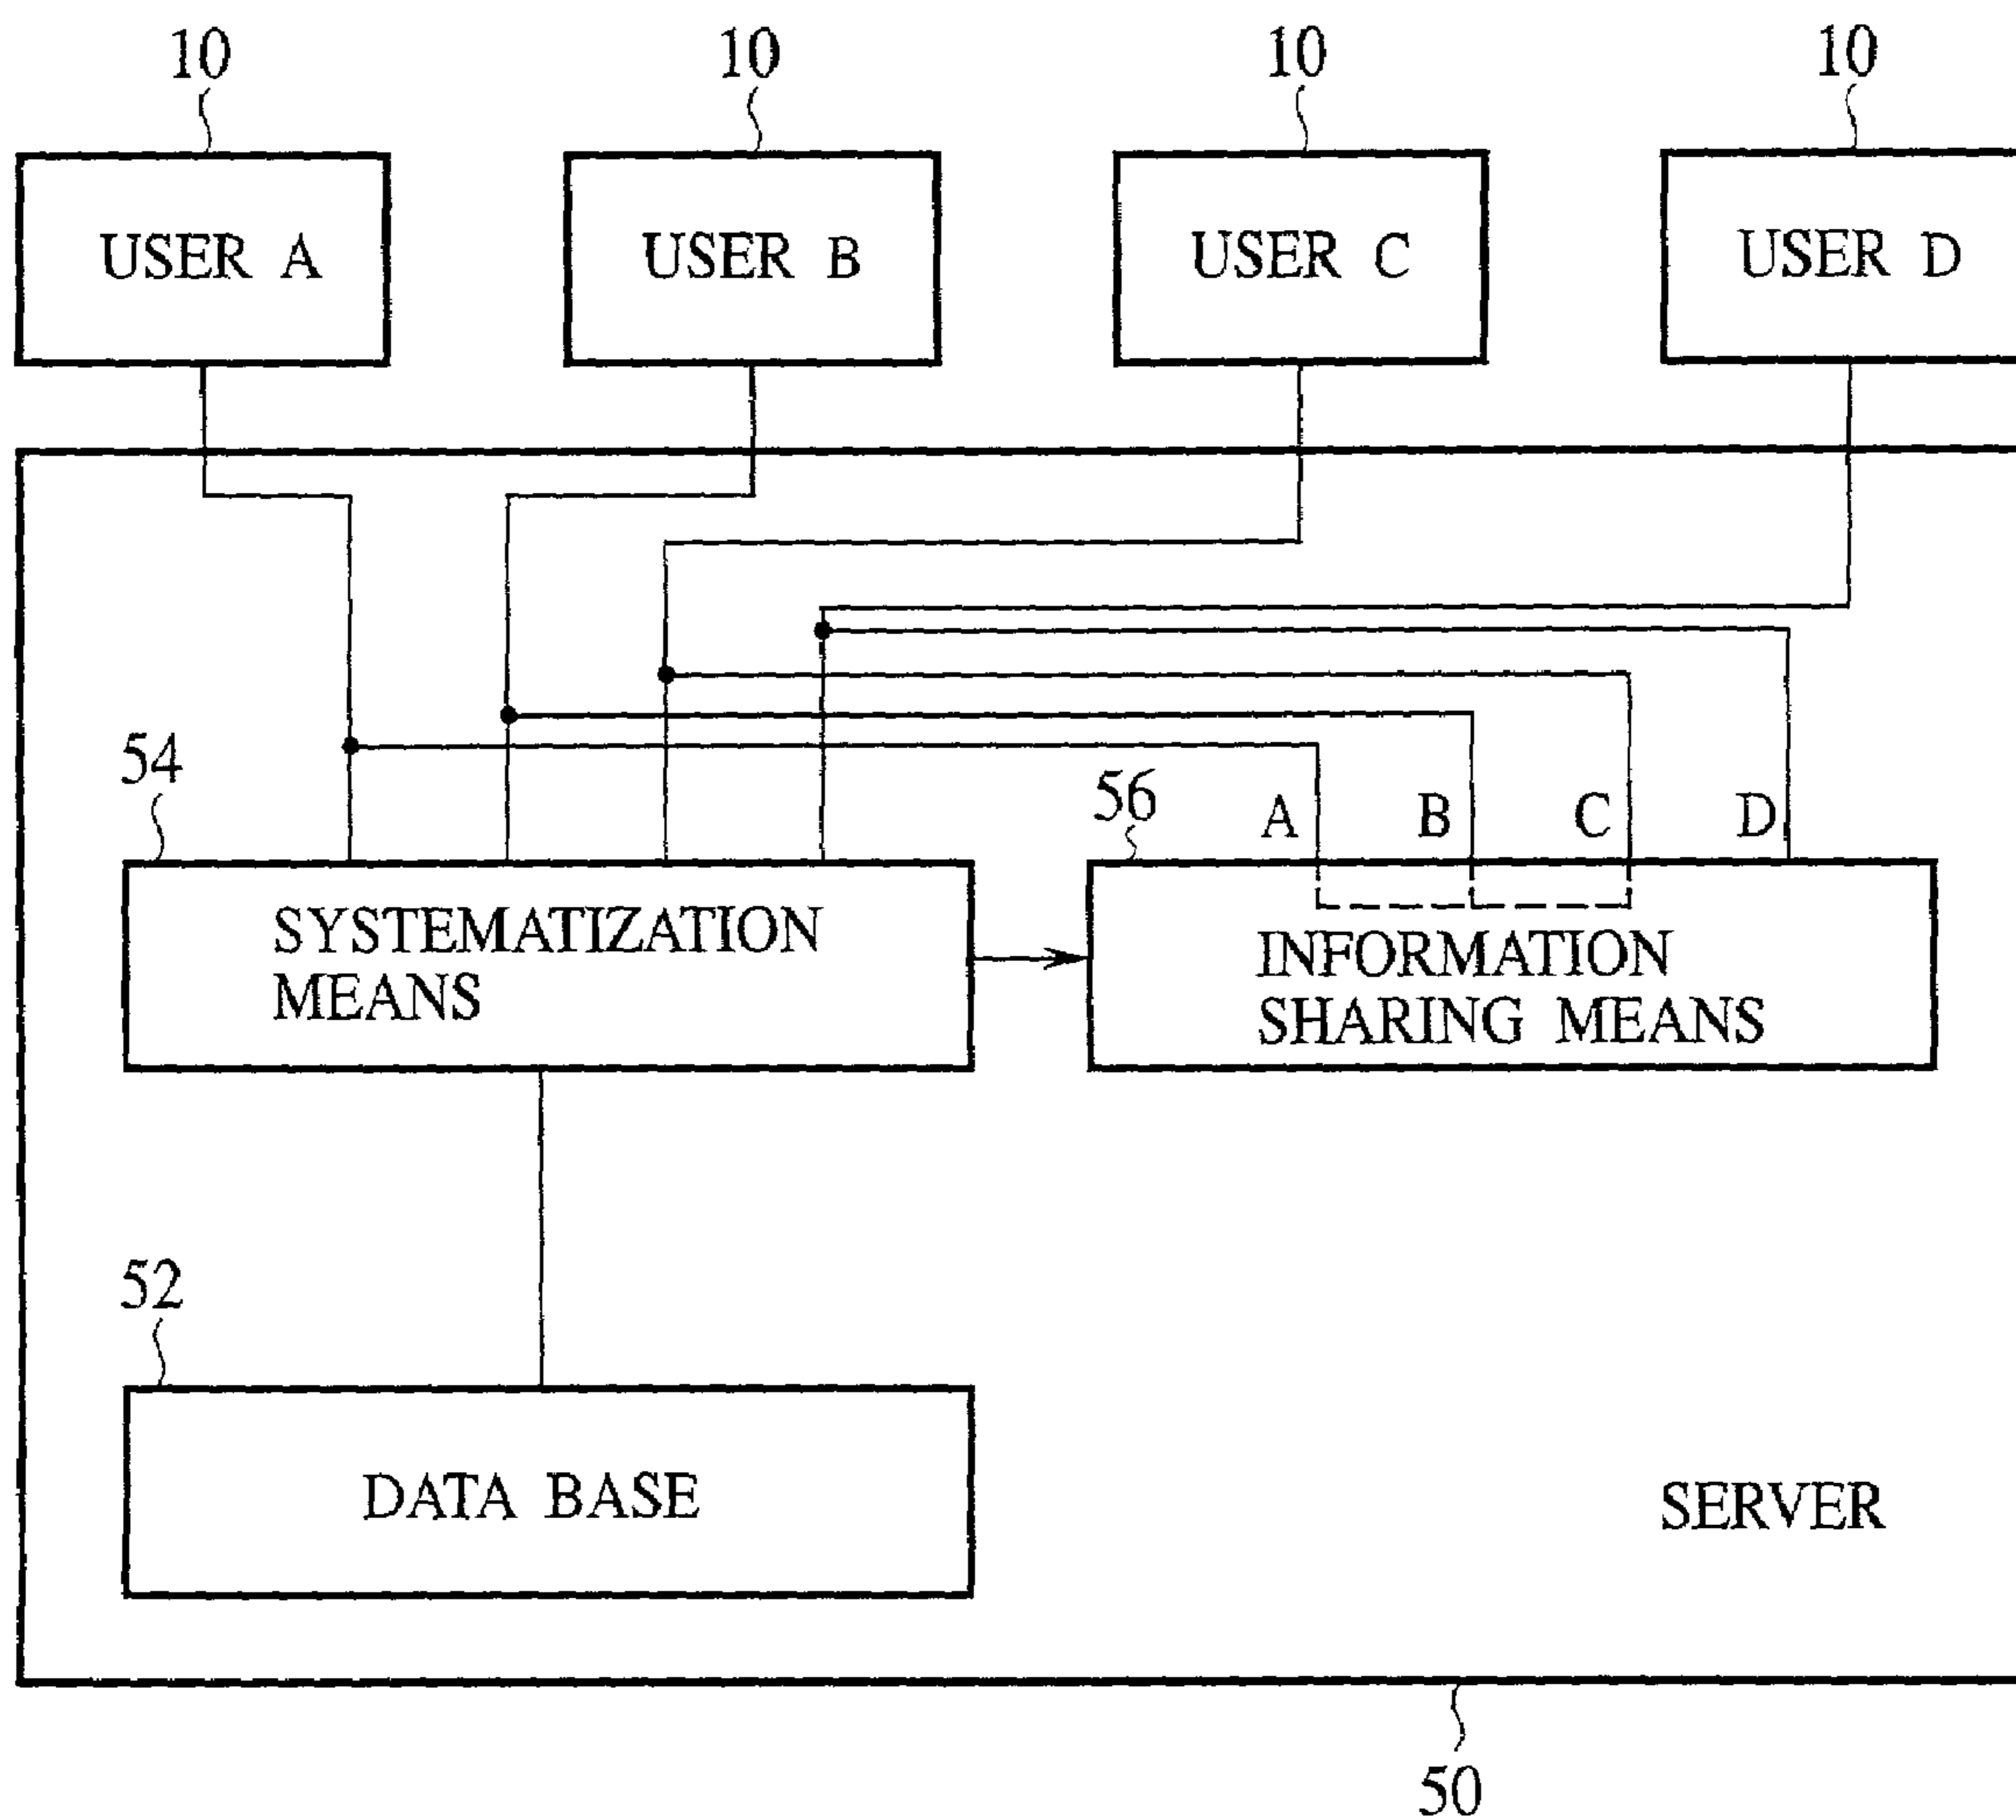 10
10
10
10
USER A
USER B
USER C
USER D
54
56
A
B
C
D
SYSTEMATIZATION
MEANS
INFORMATION
SHARING MEANS
52
DATA BASE
SERVER
50